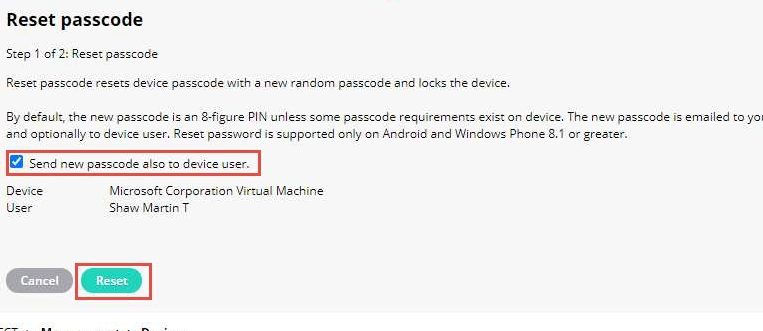 Reset passcode
Step 1 of 2: Reset passcode
Reset passcode resets device passcode with a new random passcode and locks the device.
By default, the new passcode is an 8-figure PIN unless some passcode requirements exist on device. The new passcode is emailed to
and optionally to device user. Reset password is supported only on Android and Windows Phone 8.1 or greater.
Send new passcode also to device user.
Device Microsoft Corporation Virtual Machine
User Shaw Martin T
Cancel Reset